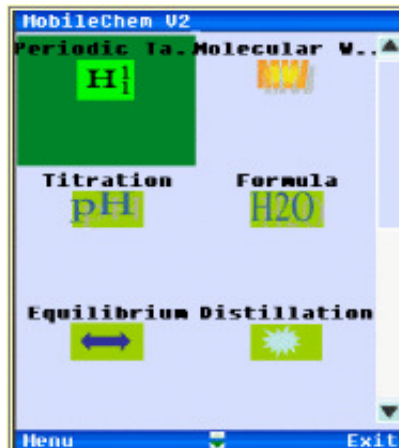 MobileChem V2
Periodic Ta.. Molecular W..
H 1 1 MW
Titration Formula
pH H2O
Equilibrium Distillation
Menu Exit